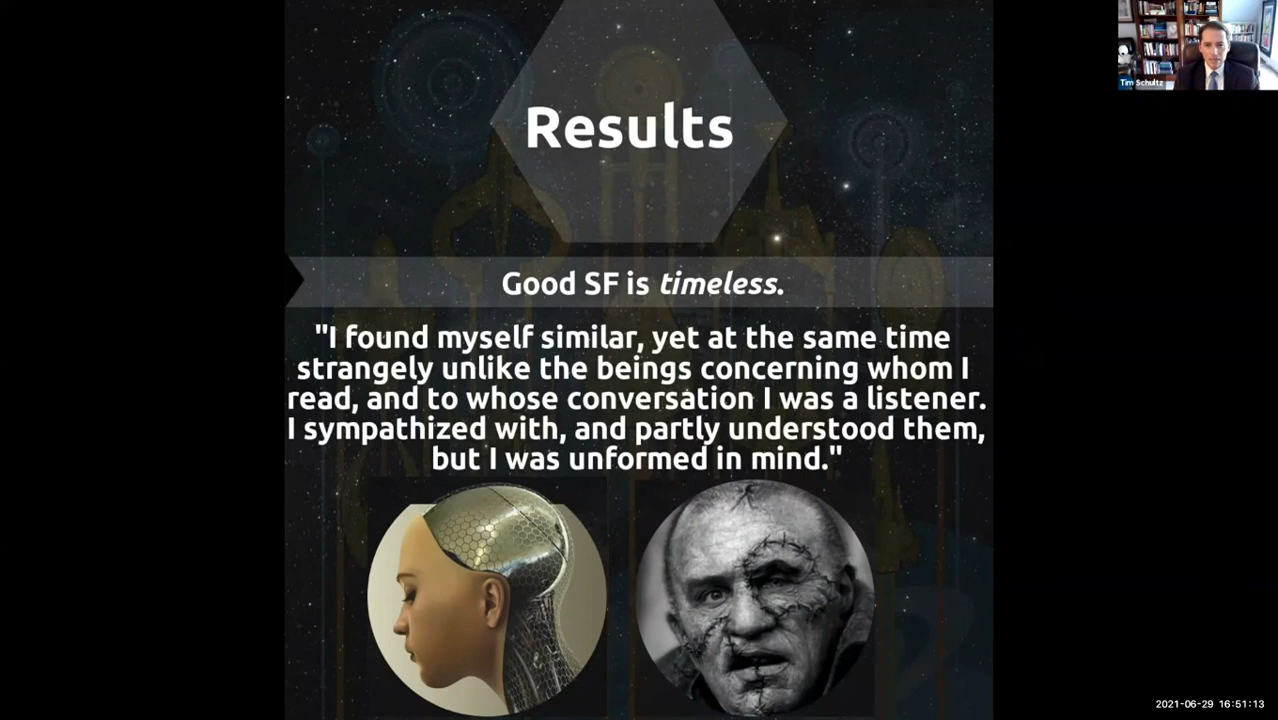 Results
Good SF is timeless.
"I found myself similar, yet at the same time
strangely unlike the beings concerning whom I
read, and to whose conversation I was a listener.
I sympathized with, and partly understood them,
but I was unformed in mind."
Tim Schultz
2021-06-29 16:51:13